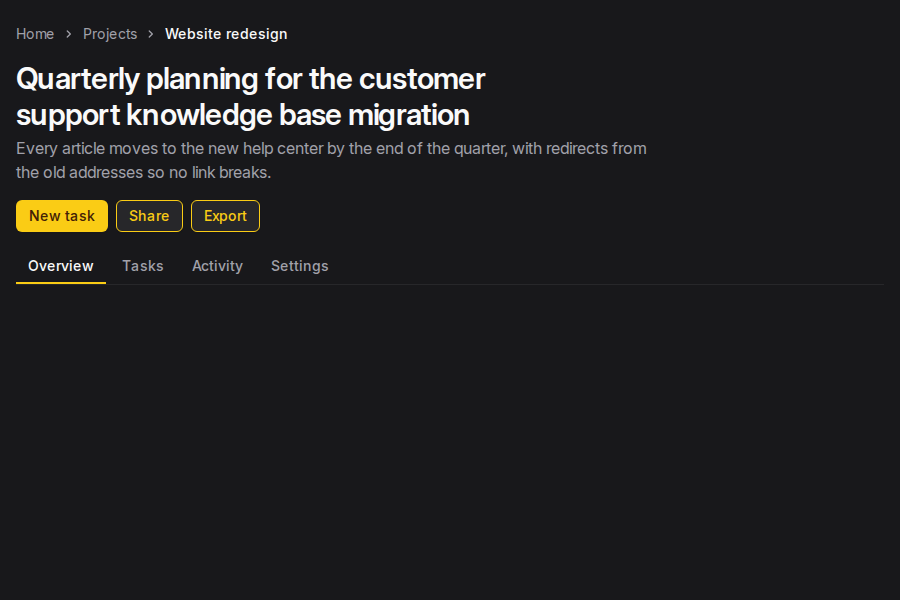 Home > Projects > Website redesign
Quarterly planning for the customer
support knowledge base migration
Every article moves to the new help center by the end of the quarter, with redirects from
the old addresses so no link breaks.
New task Share Export
Overview Tasks Activity Settings